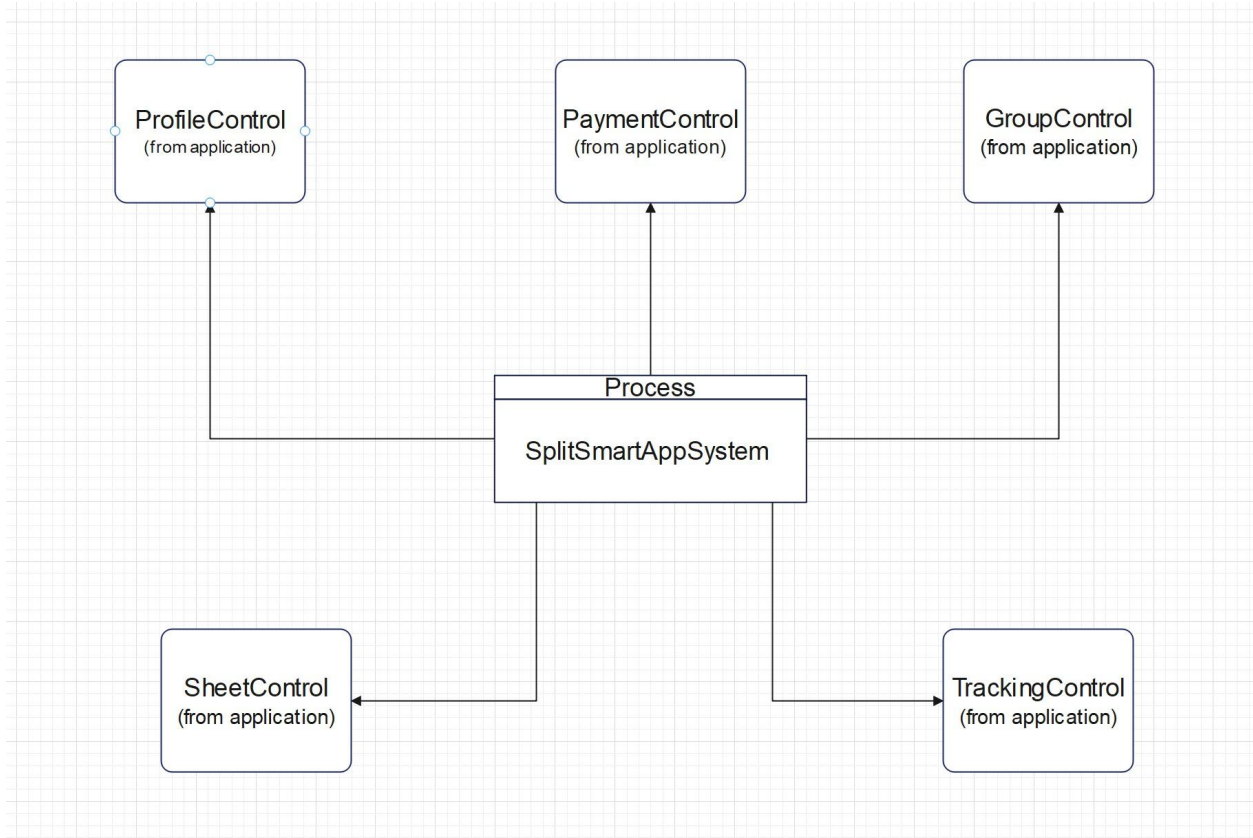 ProfileControl
(from application)
PaymentControl
(from application)
GroupControl
(from application)
Process
SplitSmartAppSystem
SheetControl
(from application)
TrackingControl
(from application)